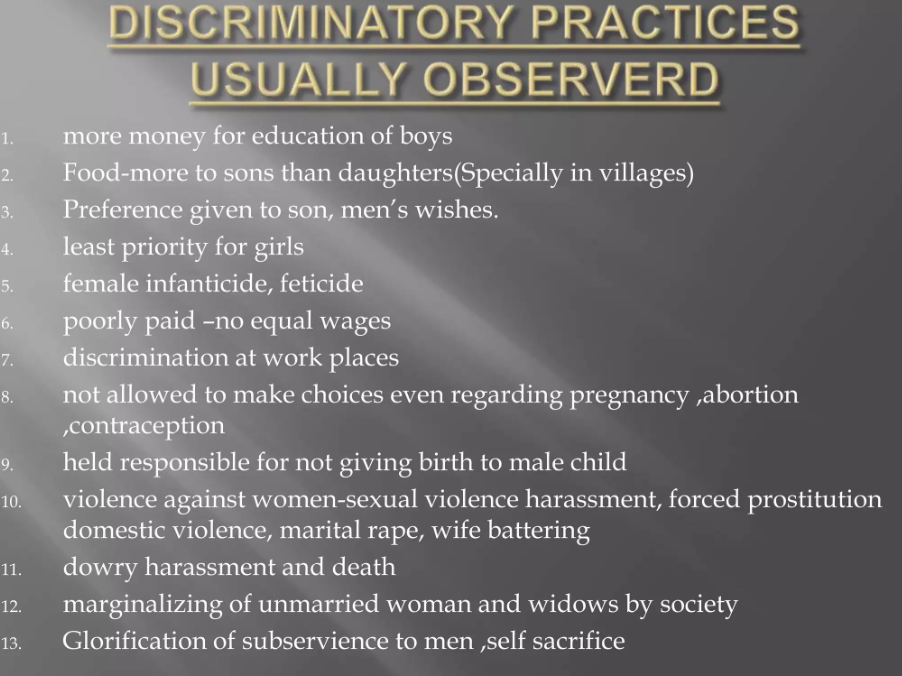 DISCRIMINATORY PRACTICES
USUALLY OBSERVERD
1. more money for education of boys
2. Food-more to sons than daughters(Specially in villages)
3. Preference given to son, men’s wishes.
4. least priority for girls
5. female infanticide, feticide
6. poorly paid –no equal wages
7. discrimination at work places
8. not allowed to make choices even regarding pregnancy ,abortion
,contraception
9. held responsible for not giving birth to male child
10. violence against women-sexual violence harassment, forced prostitution
domestic violence, marital rape, wife battering
11. dowry harassment and death
12. marginalizing of unmarried woman and widows by society
13. Glorification of subservience to men ,self sacrifice